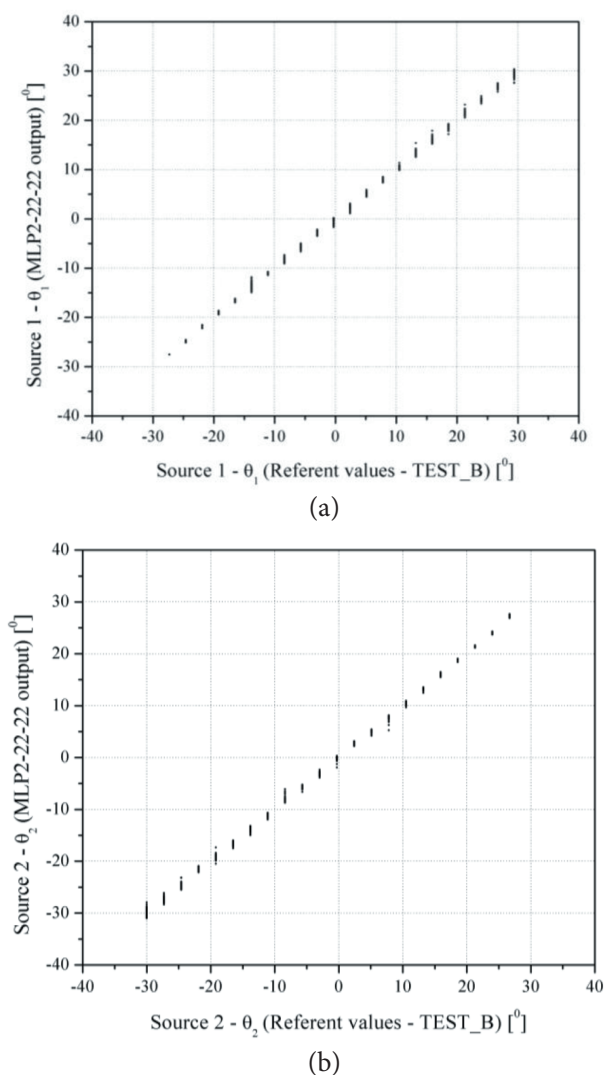 40
30
20
10
0
-10
-20
-30
-40
-40 -30 -20 -10 0 10 20 30 40
Source 1 - θ₁ (MLP2-22-22 output) [⁰]
Source 1 - θ₁ (Referent values - TEST_B) [⁰]
(a)
40
30
20
10
0
-10
-20
-30
-40
-40 -30 -20 -10 0 10 20 30 40
Source 2 - θ₂ (MLP2-22-22 output) [⁰]
Source 2 - θ₂ (Referent values - TEST_B) [⁰]
(b)